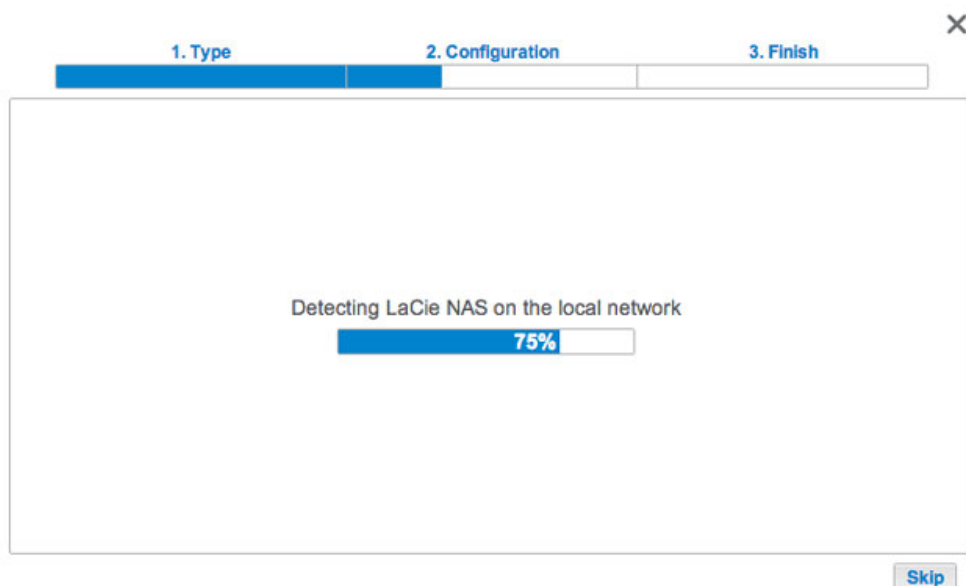 1. Type 2. Configuration 3. Finish
Detecting LaCie NAS on the local network
75%
Skip